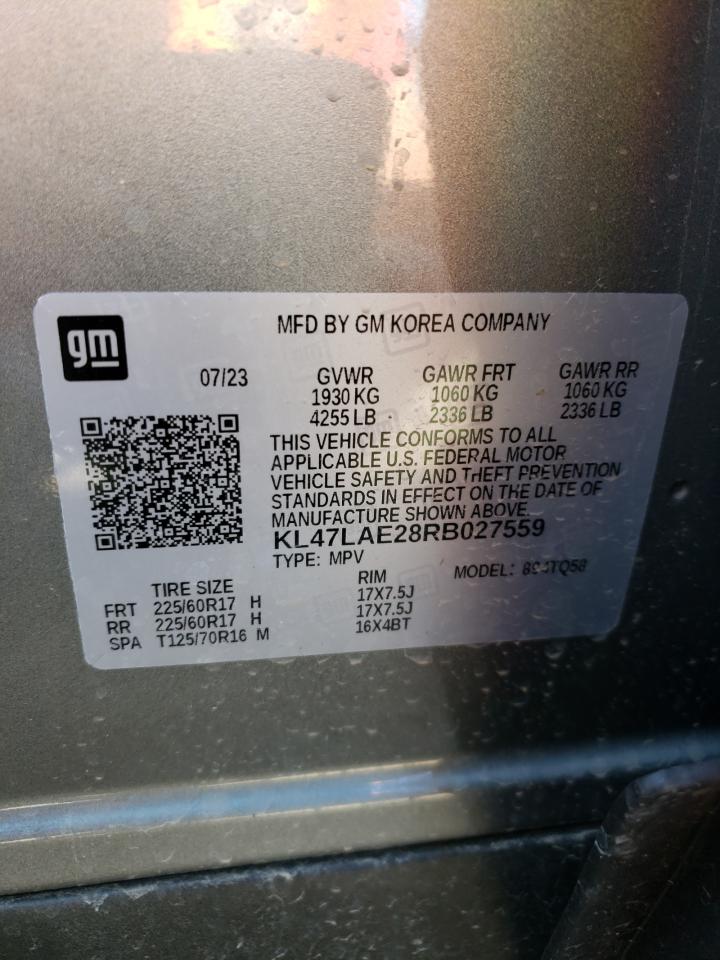 gm
MFD BY GM KOREA COMPANY
07/23
GVWR GAWR FRT GAWR RR
1930 KG 1060 KG 1060 KG
4255 LB 2336 LB 2336 LB
THIS VEHICLE CONFORMS TO ALL
APPLICABLE U.S. FEDERAL MOTOR
VEHICLE SAFETY AND THEFT PREVENTION
STANDARDS IN EFFECT ON THE DATE OF
MANUFACTURE SHOWN ABOVE.
KL47LAE28RB027559
TYPE: MPV MODEL: 894TQ58
TIRE SIZE RIM
FRT 225/60R17 H 17X7.5J
RR 225/60R17 H 17X7.5J
SPA T125/70R16 M 16X4BT